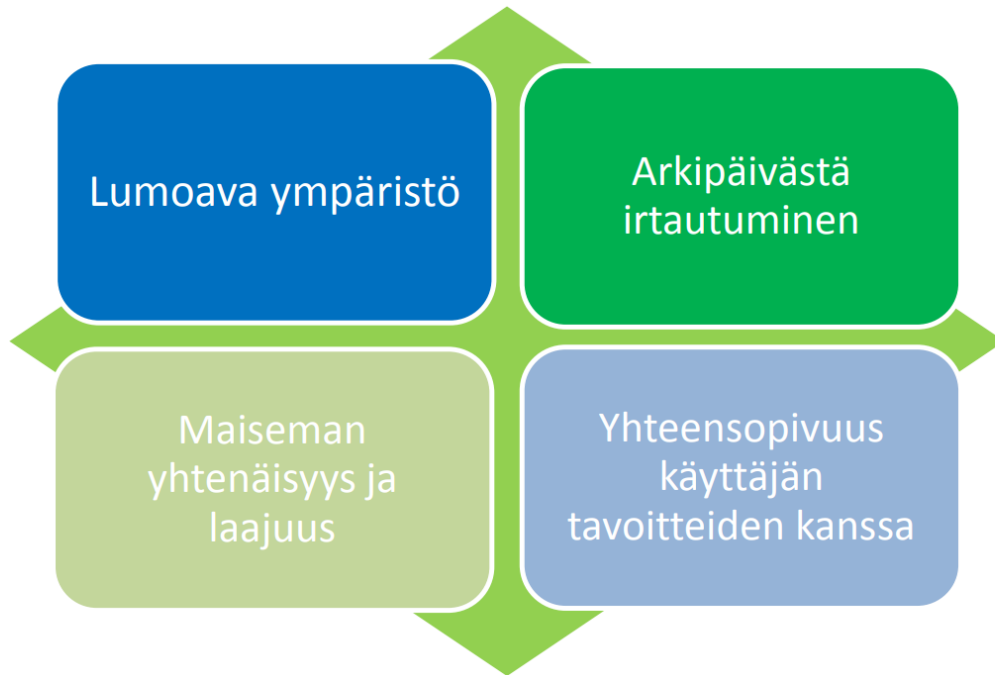 Lumoava ympäristö
Arkipäivästä
irtautuminen
Maiseman
yhtenäisyys ja
laajuus
Yhteensopivuus
käyttäjän
tavoitteiden kanssa